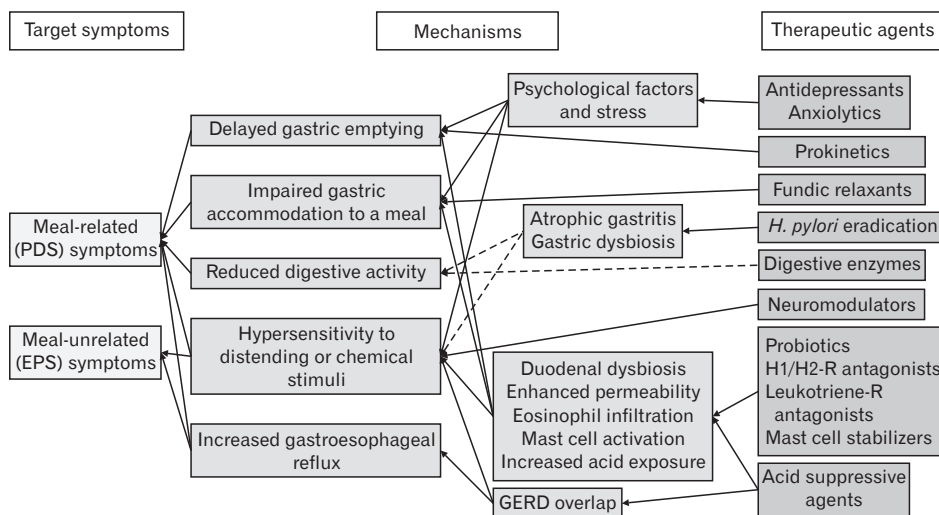 Target symptoms
Mechanisms
Therapeutic agents
Meal-related
(PDS) symptoms
Meal-unrelated
(EPS) symptoms
Delayed gastric emptying
Impaired gastric
accommodation to a meal
Reduced digestive activity
Hypersensitivity to
distending or chemical
stimuli
Increased gastroesophageal
reflux
Psychological factors
and stress
Atrophic gastritis
Gastric dysbiosis
Duodenal dysbiosis
Enhanced permeability
Eosinophil infiltration
Mast cell activation
Increased acid exposure
GERD overlap
Antidepressants
Anxiolytics
Prokinetics
Fundic relaxants
H. pylori eradication
Digestive enzymes
Neuromodulators
Probiotics
H1/H2-R antagonists
Leukotriene-R
antagonists
Mast cell stabilizers
Acid suppressive
agents